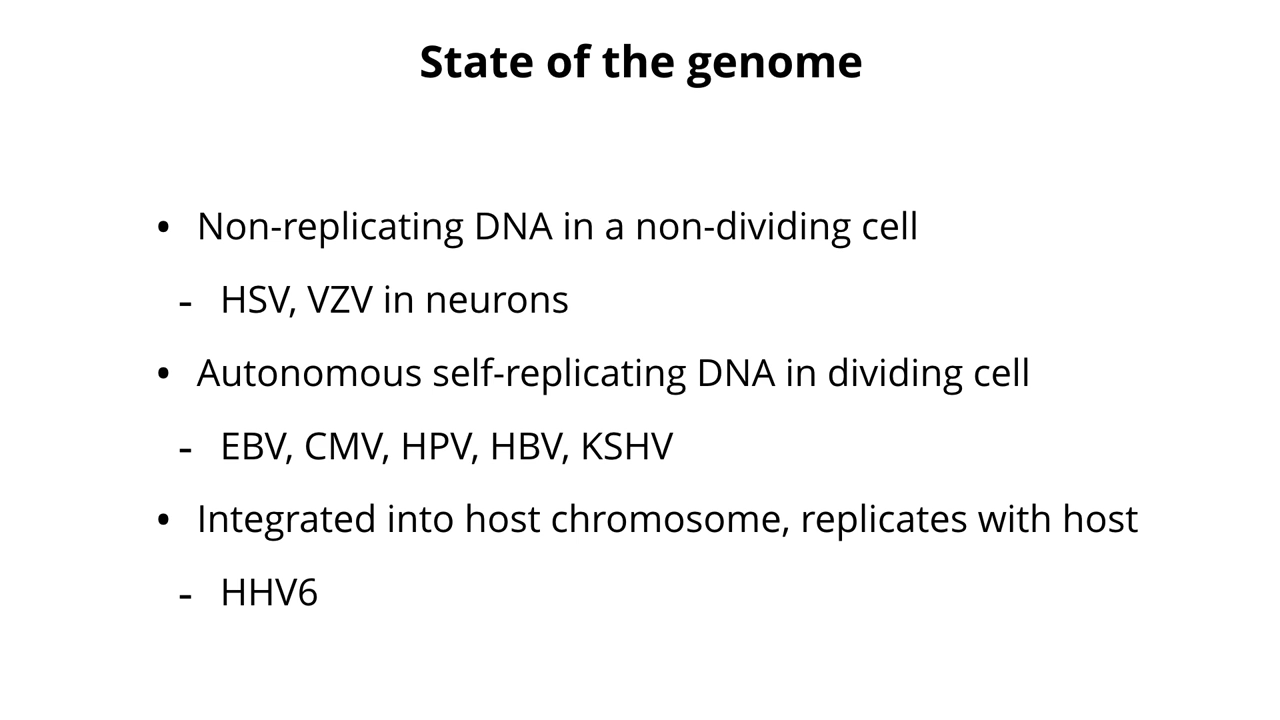 State of the genome
• Non-replicating DNA in a non-dividing cell
- HSV, VZV in neurons
• Autonomous self-replicating DNA in dividing cell
- EBV, CMV, HPV, HBV, KSHV
• Integrated into host chromosome, replicates with host
- HHV6